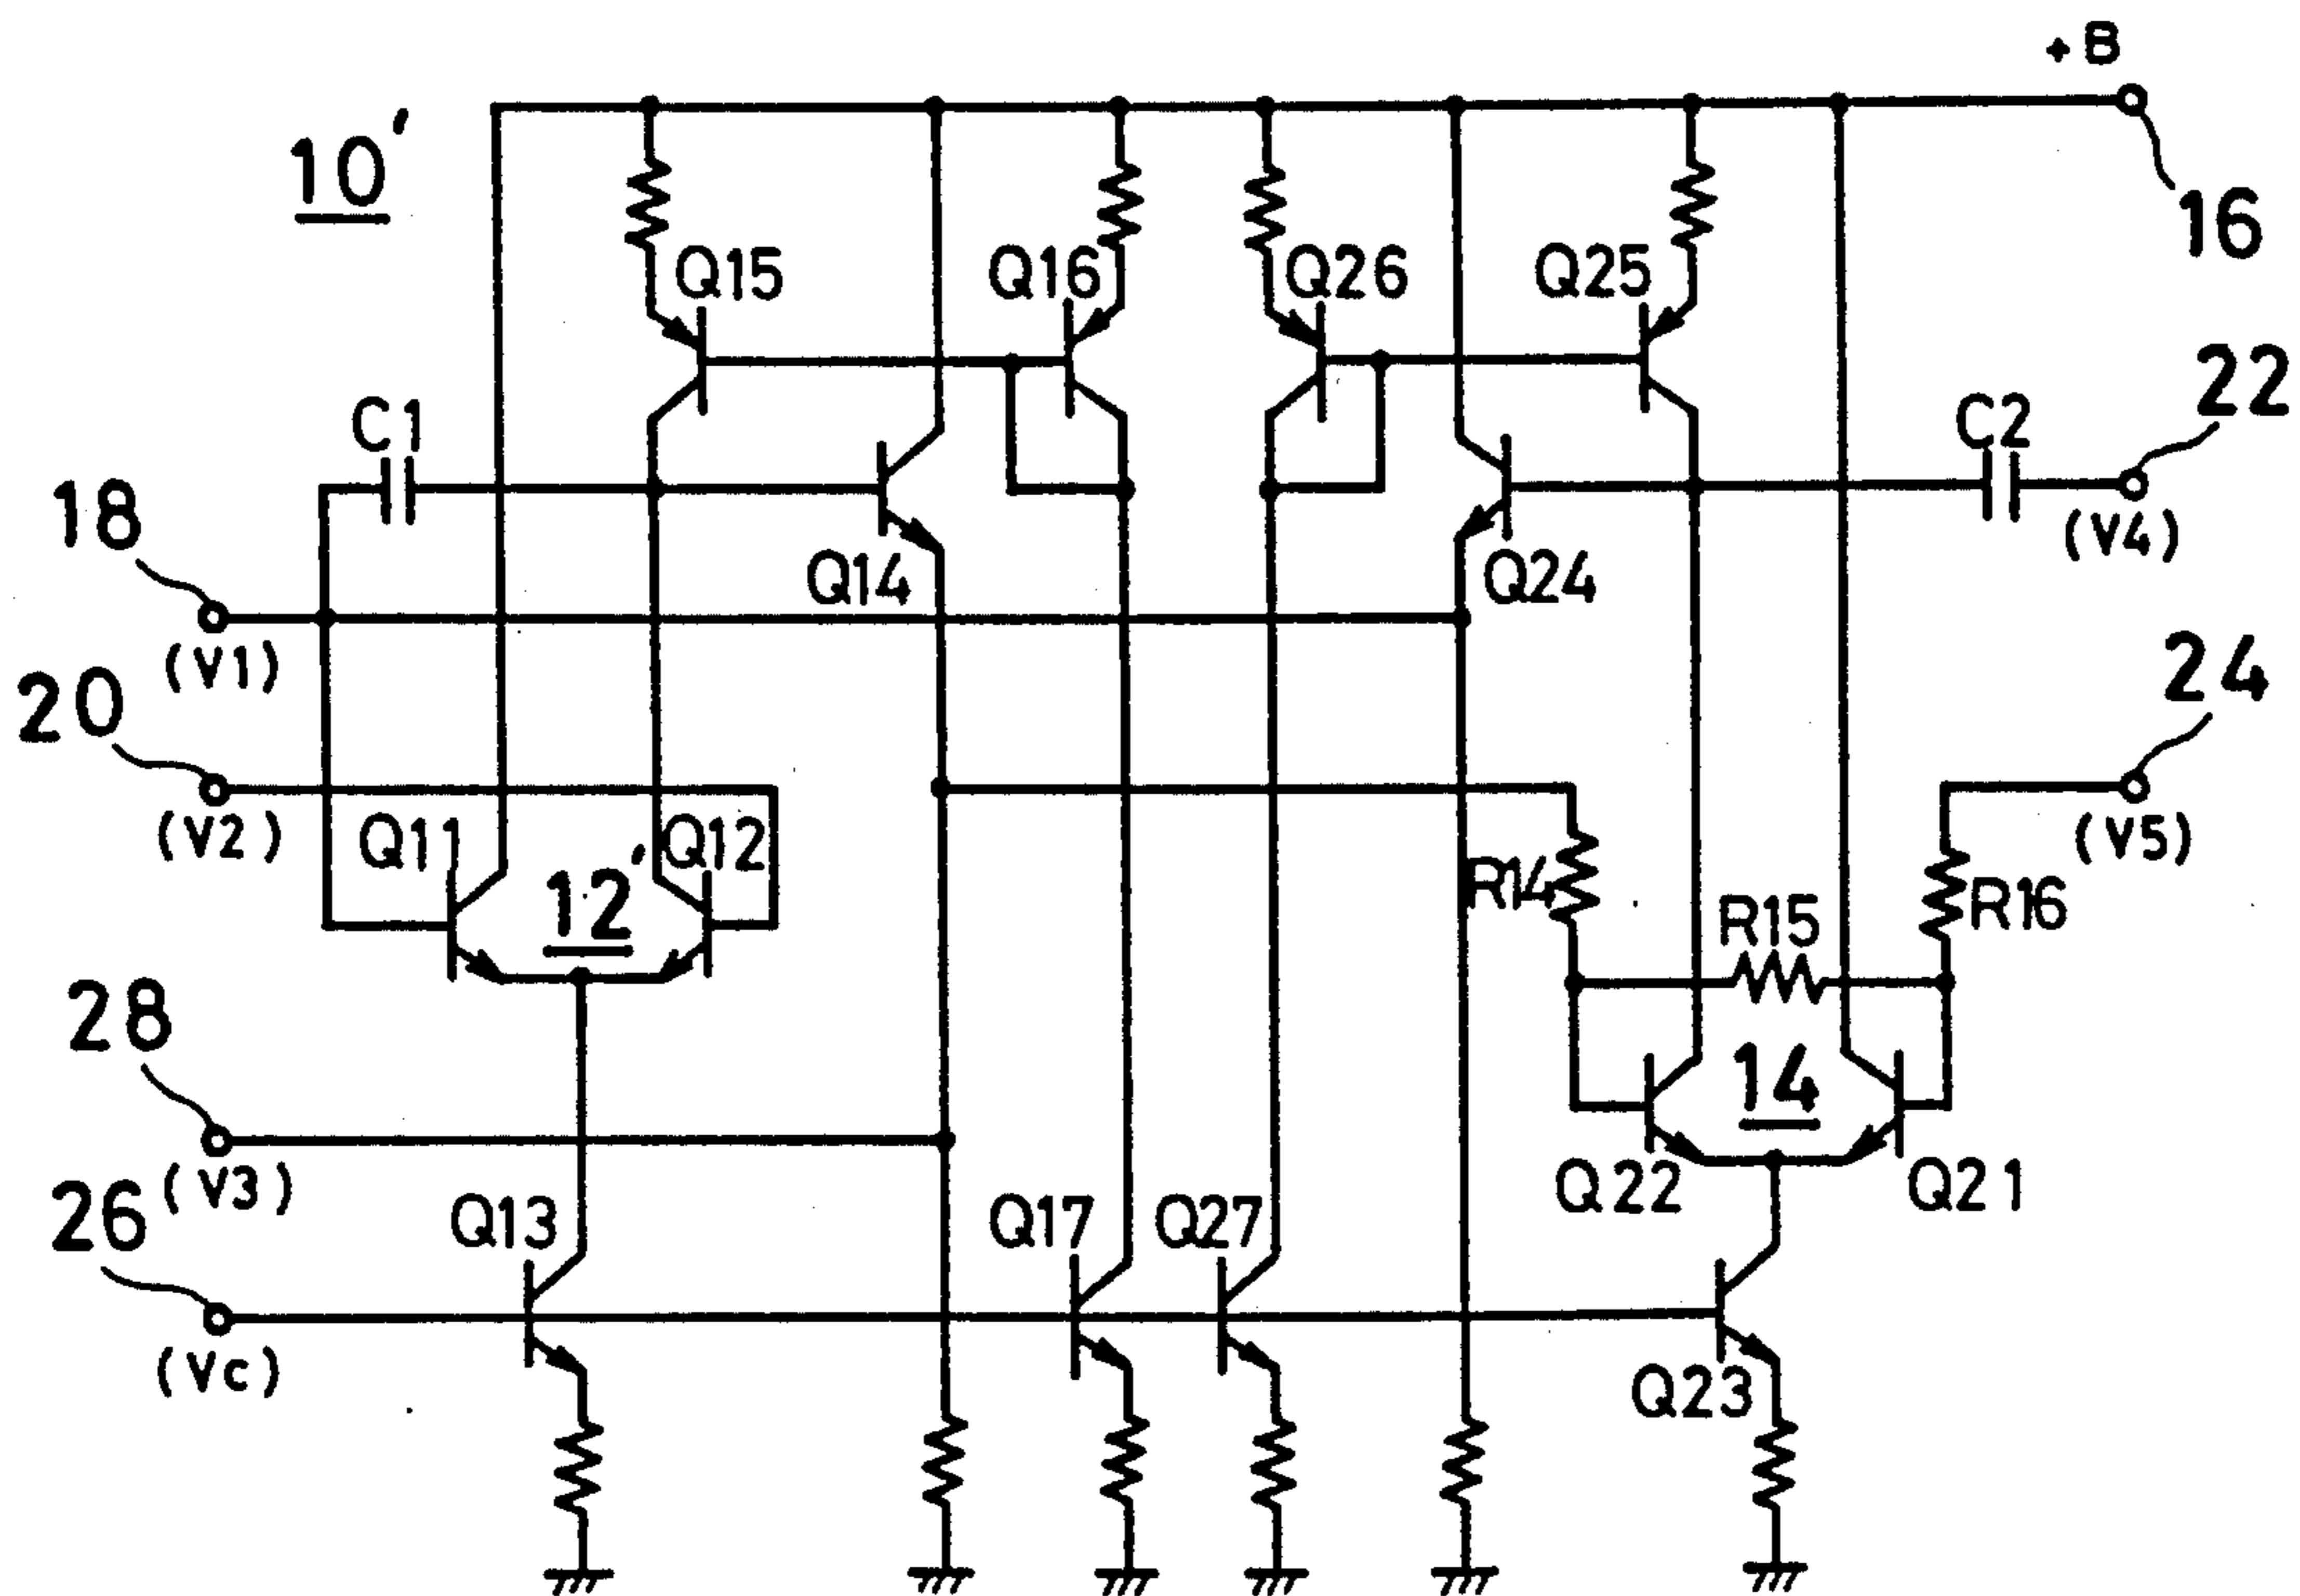 +B
10'
16
Q15
Q16
Q26
Q25
22
C1
C2
18
(V4)
Q14
Q24
(V1)
24
20
(V2)
Q11
Q12
(V5)
12'
R14
R15
R16
28
14
(V3)
Q22
Q21
26
Q13
Q17
Q27
(Vc)
Q23